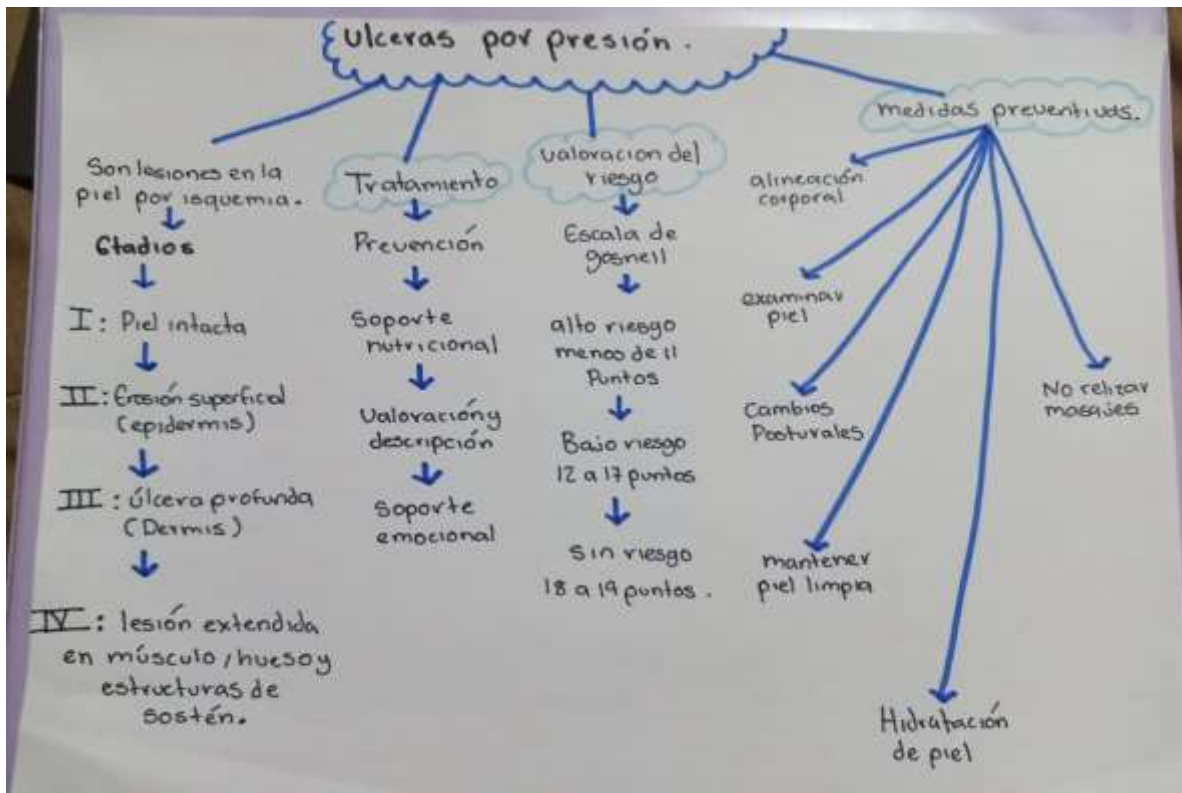 Ulceras por presión.
Son lesiones en la
piel por isquemia.
Etadios
I: Piel intacta
II: Erosión superfical
(epidermis)
III: úlcera profunda
(Dermis)
IV: lesión extendida
en músculo/hueso y
estructuras de
sostén.
Tratamiento
Prevención
Soporte
nutricional
Valoración y
descripción
Soporte
emocional
Valoracion del
riesgo
Escala de
gosnell
alto riesgo
menos de 11
Puntos
Bajo riesgo
12 a 17 puntos
Sin riesgo
18 a 19 puntos.
medidas preventivas.
alineación
corporal
examinar
piel
Cambios
Posturales
mantener
piel limpia
Hidratación
de piel
No relizar
masajes